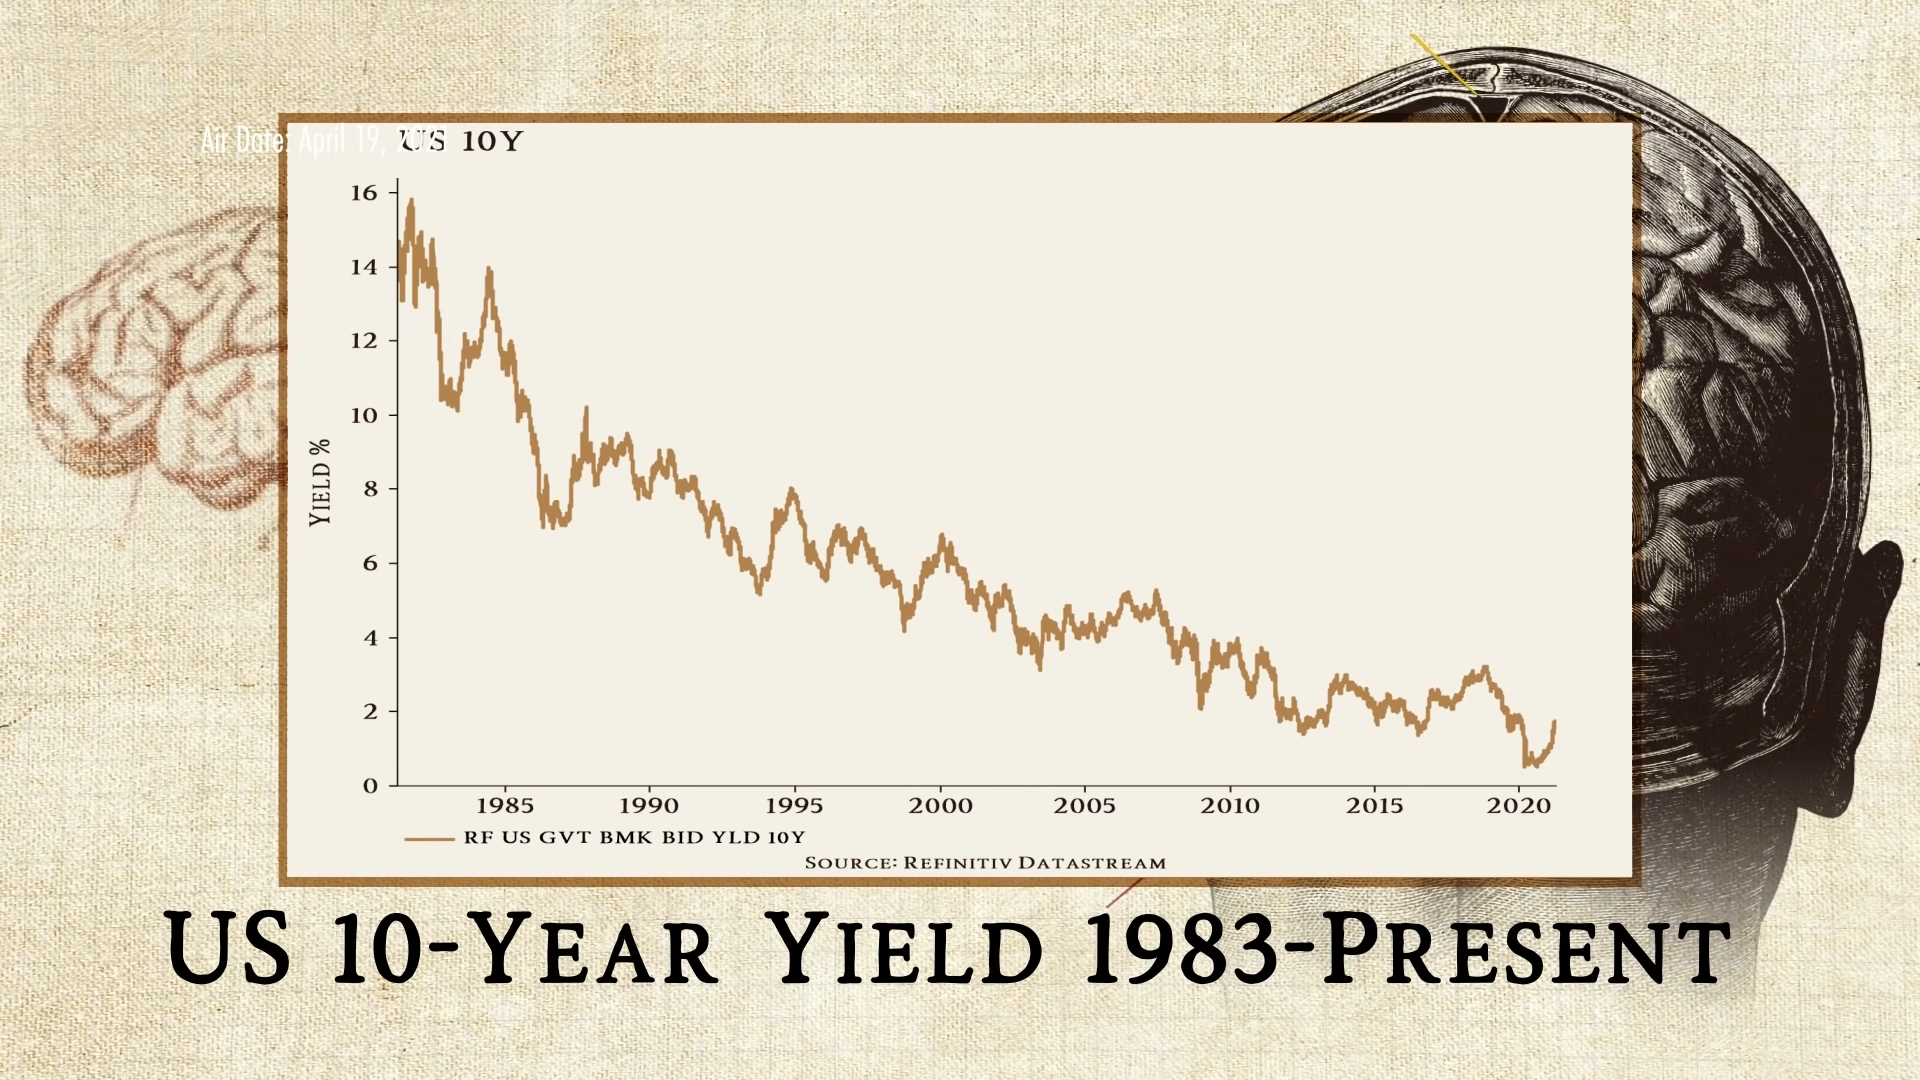 Air Date: April 19,
US 10Y
16
14
12
10
8
6
4
2
0
YIELD %
1985 1990 1995 2000 2005 2010 2015 2020
RF US GVT BMK BID YLD 10Y
SOURCE: REFINITIV DATASTREAM
US 10-YEAR YIELD 1983-PRESENT